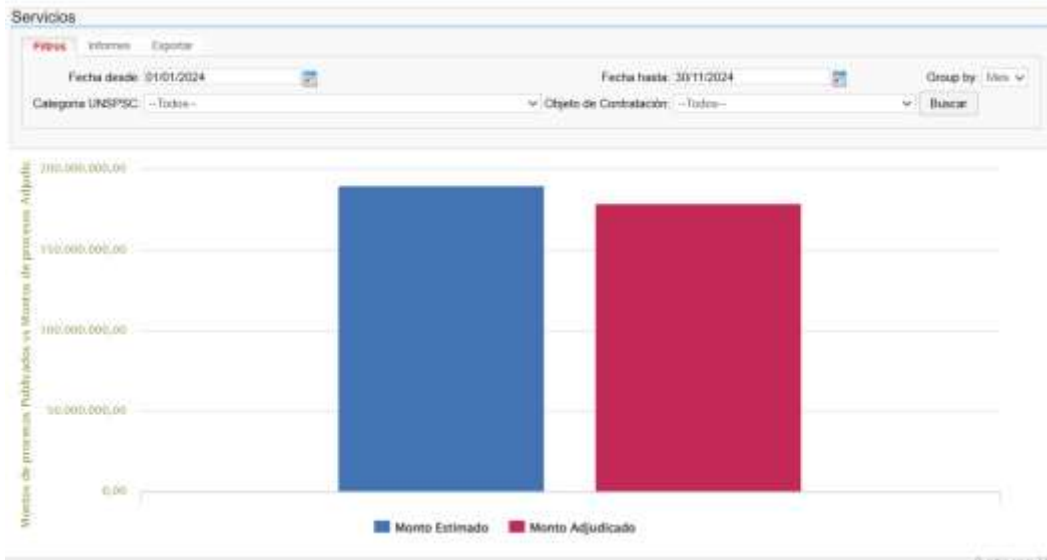 Servicios
Filtros Informes Exportar
Fecha desde: 01/01/2024 Fecha hasta: 30/11/2024 Group by: Mes
Categoria UNSPSC: --Todos-- Objeto de Contratación: --Todos-- Buscar
Montos de procesos Publicados vs Montos de procesos Adjudic
200.000.000,00
150.000.000,00
100.000.000,00
50.000.000,00
0,00
Monto Estimado Monto Adjudicado